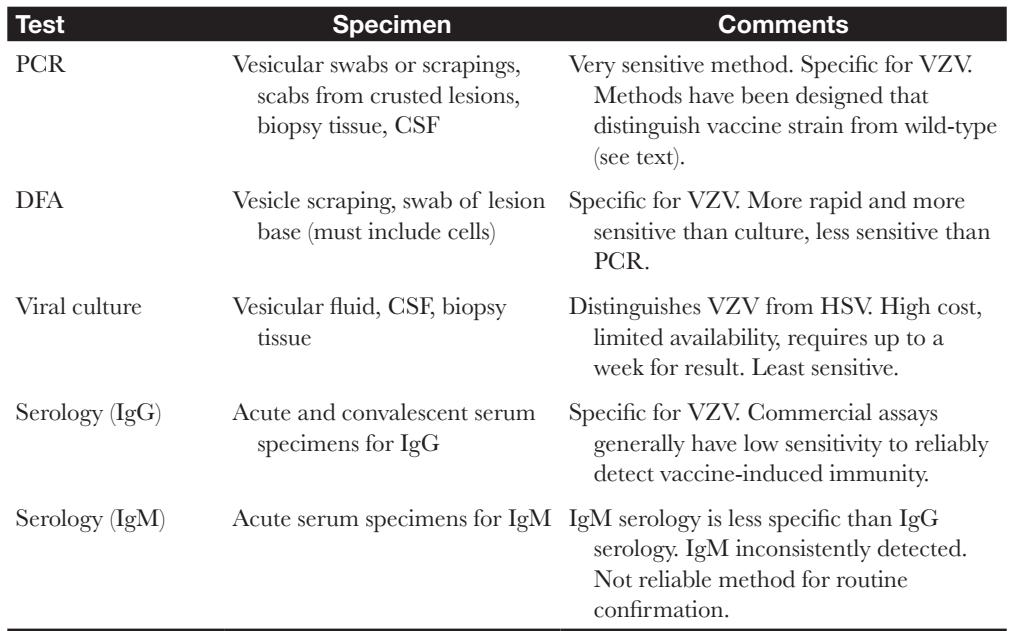 Test Specimen Comments
PCR
Vesicular swabs or scrapings,
scabs from crusted lesions,
biopsy tissue, CSF
Very sensitive method. Specific for VZV.
Methods have been designed that
distinguish vaccine strain from wild-type
(see text).
DFA
Vesicle scraping, swab of lesion
base (must include cells)
Specific for VZV. More rapid and more
sensitive than culture, less sensitive than
PCR.
Viral culture
Vesicular fluid, CSF, biopsy
tissue
Distinguishes VZV from HSV. High cost,
limited availability, requires up to a
week for result. Least sensitive.
Serology (IgG)
Acute and convalescent serum
specimens for IgG
Specific for VZV. Commercial assays
generally have low sensitivity to reliably
detect vaccine-induced immunity.
Serology (IgM)
Acute serum specimens for IgM
IgM serology is less specific than IgG
serology. IgM inconsistently detected.
Not reliable method for routine
confirmation.